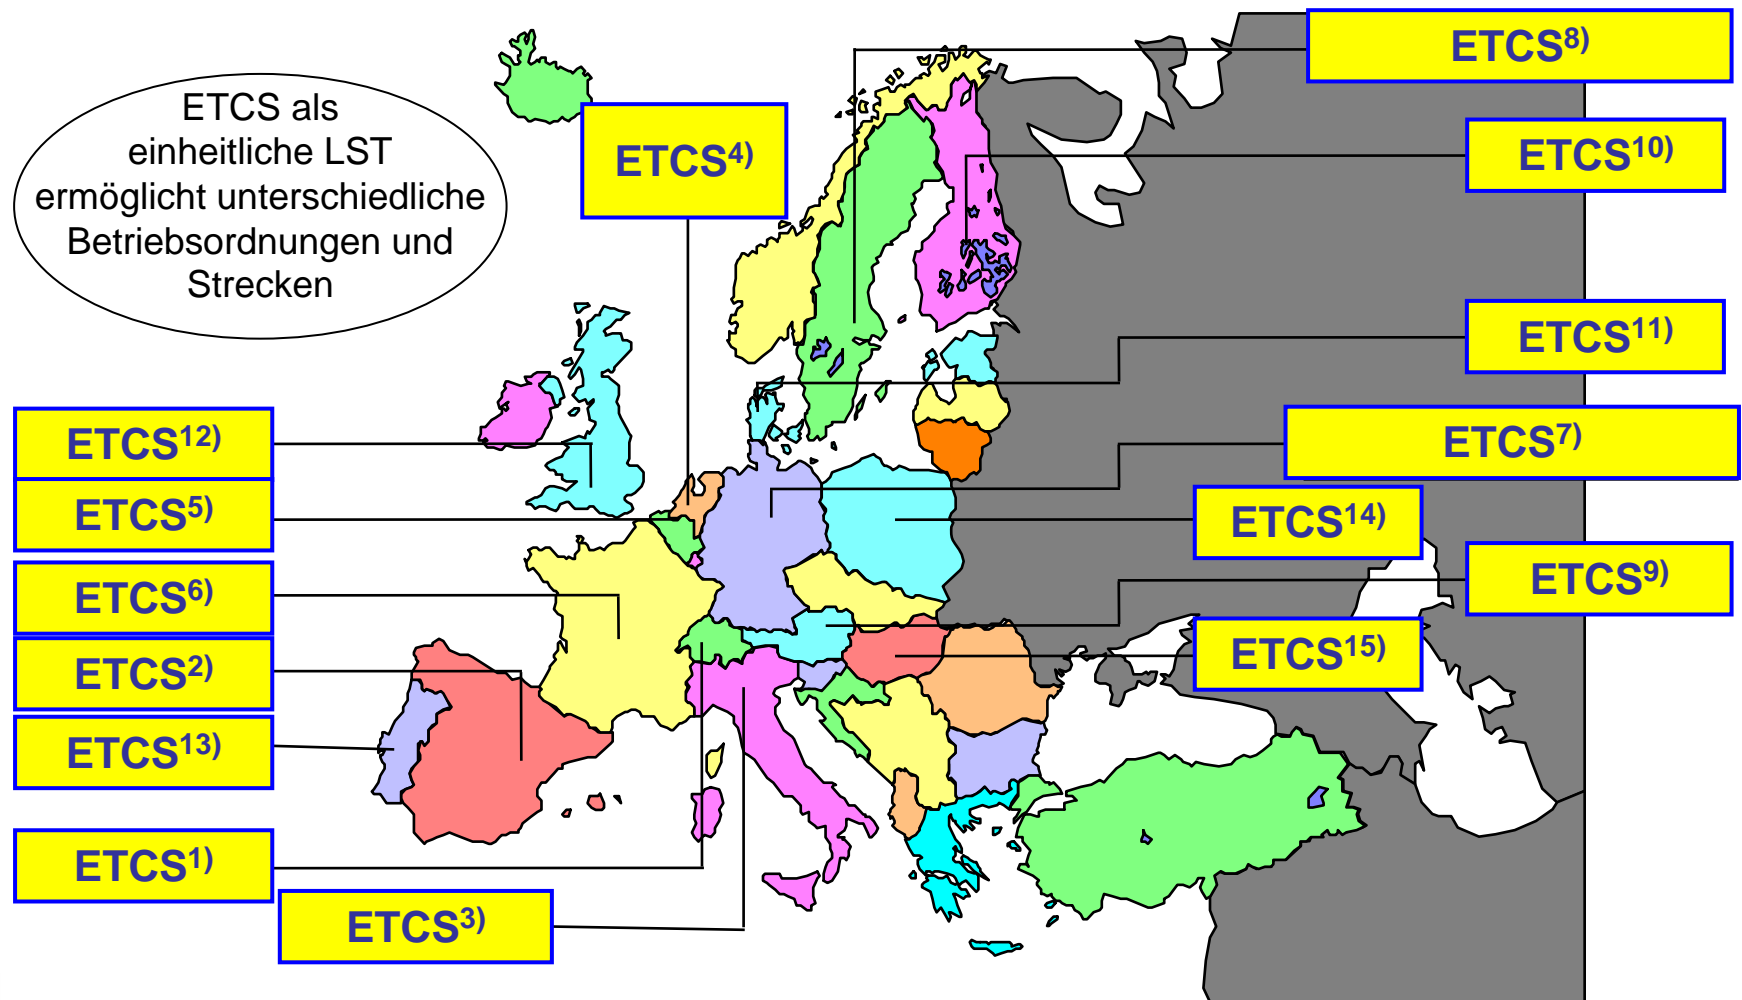 ETCS als
einheitliche LST
ermöglicht unterschiedliche
Betriebsordnungen und
Strecken
ETCS8)
ETCS4)
ETCS10)
ETCS11)
ETCS12)
ETCS7)
ETCS5)
ETCS14)
ETCS9)
ETCS6)
ETCS2)
ETCS15)
ETCS13)
ETCS1)
ETCS3)